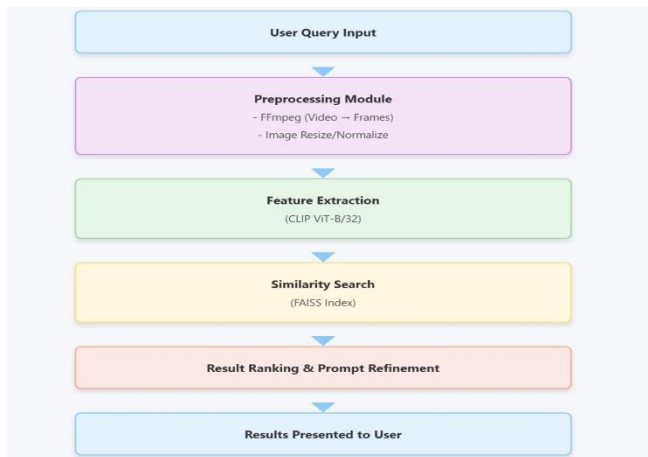 User Query Input
Preprocessing Module
- FFmpeg (Video → Frames)
- Image Resize/Normalize
Feature Extraction
(CLIP ViT-B/32)
Similarity Search
(FAISS Index)
Result Ranking & Prompt Refinement
Results Presented to User